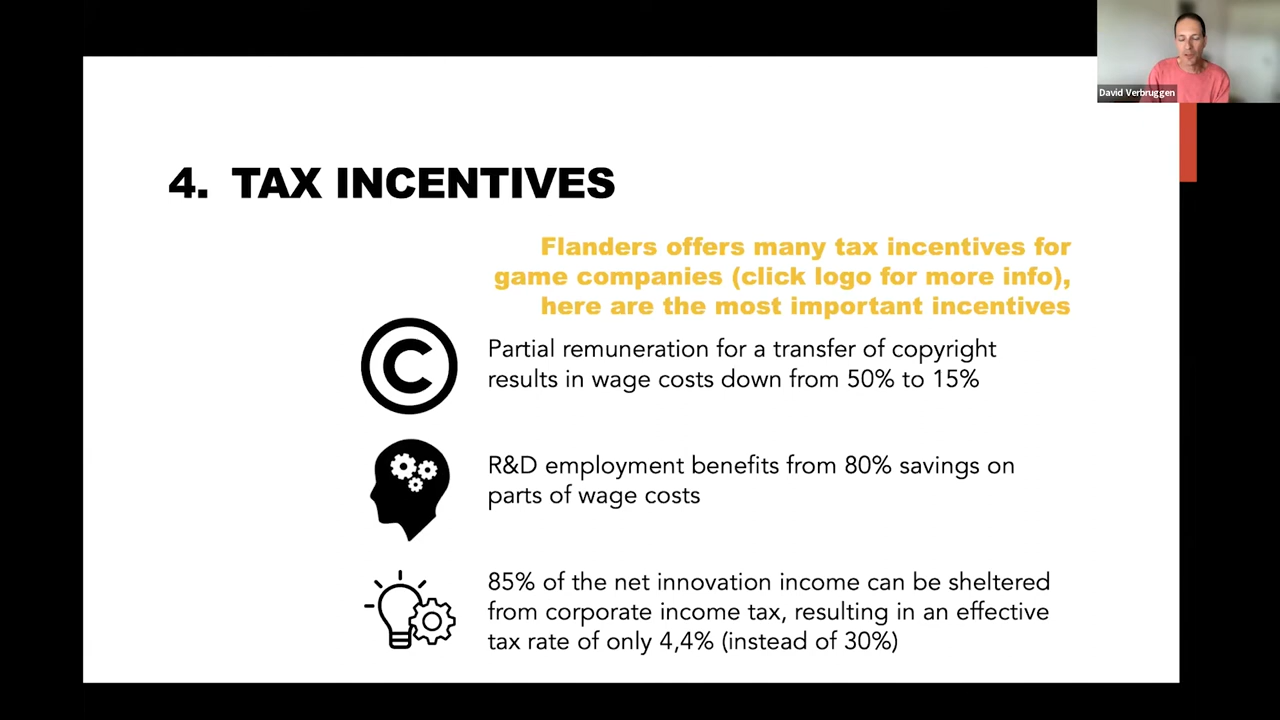 David Verbruggen
4. TAX INCENTIVES
Flanders offers many tax incentives for
game companies (click logo for more info),
here are the most important incentives
Partial remuneration for a transfer of copyright
results in wage costs down from 50% to 15%
R&D employment benefits from 80% savings on
parts of wage costs
85% of the net innovation income can be sheltered
from corporate income tax, resulting in an effective
tax rate of only 4,4% (instead of 30%)